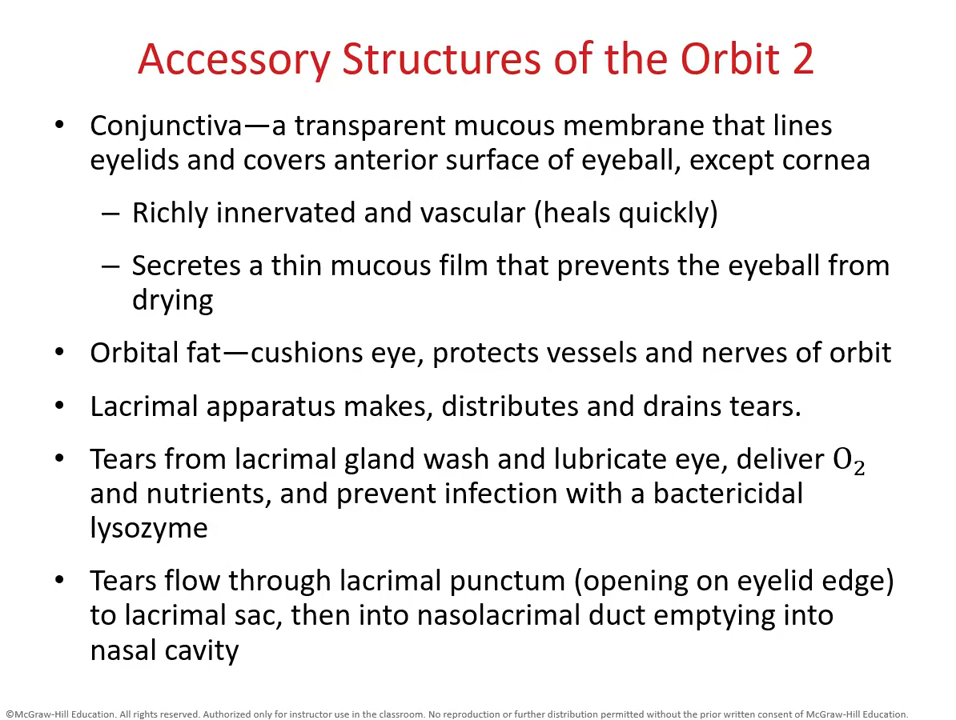 Accessory Structures of the Orbit 2
• Conjunctiva—a transparent mucous membrane that lines
eyelids and covers anterior surface of eyeball, except cornea
– Richly innervated and vascular (heals quickly)
– Secretes a thin mucous film that prevents the eyeball from
drying
• Orbital fat—cushions eye, protects vessels and nerves of orbit
• Lacrimal apparatus makes, distributes and drains tears.
• Tears from lacrimal gland wash and lubricate eye, deliver O₂
and nutrients, and prevent infection with a bactericidal
lysozyme
• Tears flow through lacrimal punctum (opening on eyelid edge)
to lacrimal sac, then into nasolacrimal duct emptying into
nasal cavity
©McGraw-Hill Education. All rights reserved. Authorized only for instructor use in the classroom. No reproduction or further distribution permitted without the prior written consent of McGraw-Hill Education.